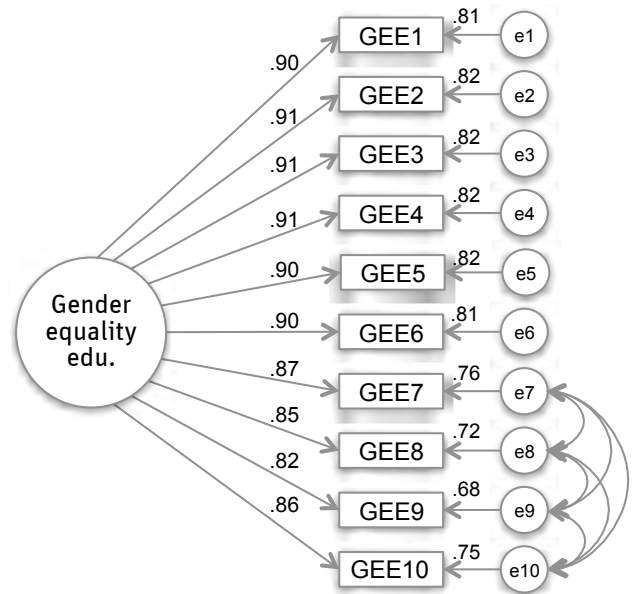 .81
GEE1
e1
.90
.82
GEE2
e2
.91
.82
GEE3
e3
.91
.82
GEE4
e4
.91
.82
GEE5
e5
.90
Gender
equality
edu.
.81
GEE6
e6
.90
.76
GEE7
e7
.87
.72
GEE8
e8
.85
.68
GEE9
e9
.82
.75
GEE10
e10
.86